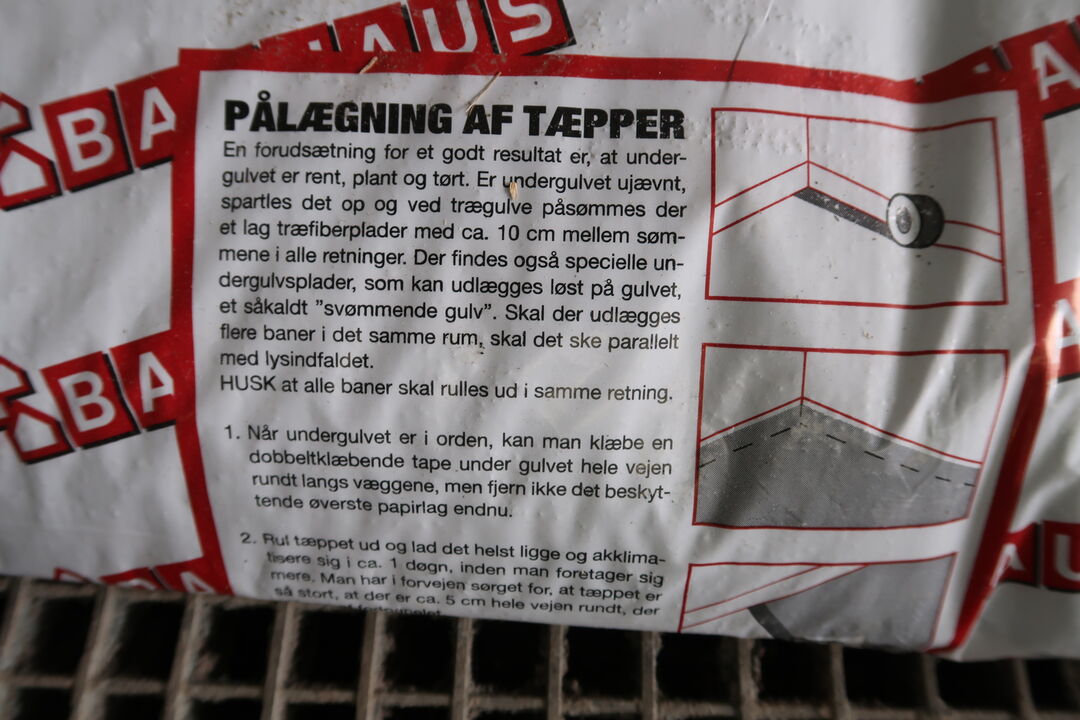 BAHAUS
PÅLÆGNING AF TÆPPER
En forudsætning for et godt resultat er, at under-
gulvet er rent, plant og tørt. Er undergulvet ujævnt,
spartles det op og ved trægulve påsømmes der
et lag træfiberplader med ca. 10 cm mellem søm-
mene i alle retninger. Der findes også specielle un-
dergulvsplader, som kan udlægges løst på gulvet,
et såkaldt "svømmende gulv". Skal der udlægges
flere baner i det samme rum, skal det ske parallelt
med lysindfaldet.
HUSK at alle baner skal rulles ud i samme retning.
1. Når undergulvet er i orden, kan man klæbe en
dobbeltklæbende tape under gulvet hele vejen
rundt langs væggene, men fjern ikke det beskyt-
tende øverste papirlag endnu.
2. Rul tæppet ud og lad det helst ligge og akklima-
tisere sig i ca. 1 døgn, inden man foretager sig
mere. Man har i forvejen sørget for, at tæppet er
så stort, at der er ca. 5 cm hele vejen rundt, der
BA
A